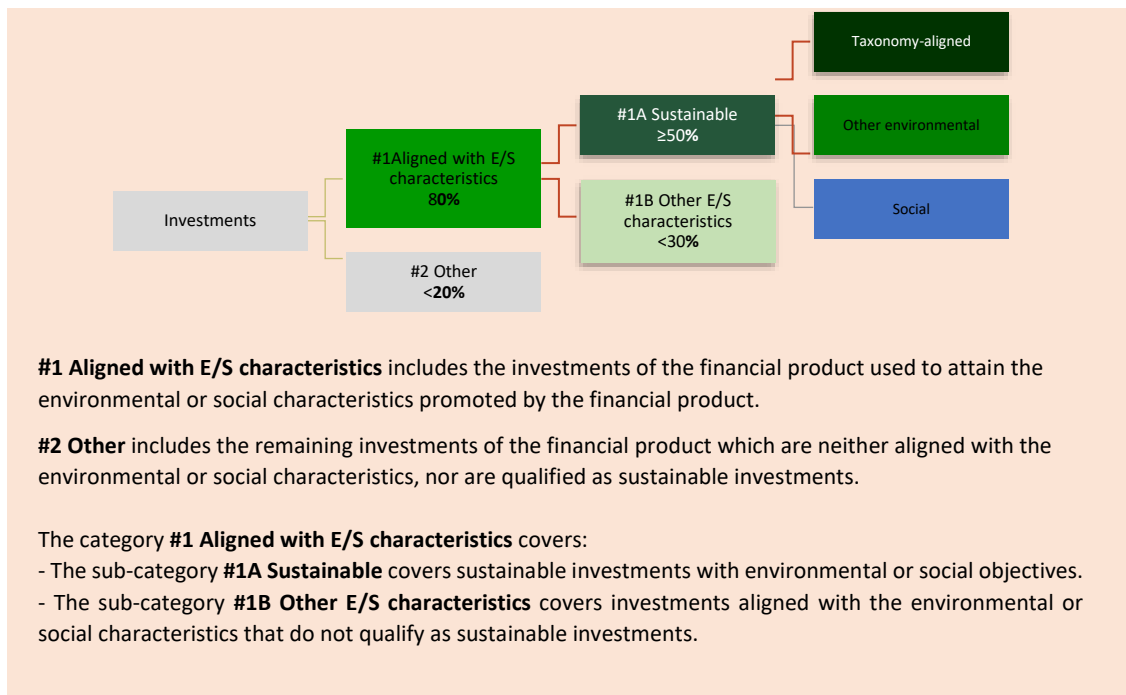 Taxonomy-aligned
#1A Sustainable
≥50%
Other environmental
#1Aligned with E/S
characteristics
80%
#1B Other E/S
characteristics
<30%
Social
Investments
#2 Other
<20%
#1 Aligned with E/S characteristics includes the investments of the financial product used to attain the
environmental or social characteristics promoted by the financial product.
#2 Other includes the remaining investments of the financial product which are neither aligned with the
environmental or social characteristics, nor are qualified as sustainable investments.
The category #1 Aligned with E/S characteristics covers:
- The sub-category #1A Sustainable covers sustainable investments with environmental or social objectives.
- The sub-category #1B Other E/S characteristics covers investments aligned with the environmental or
social characteristics that do not qualify as sustainable investments.